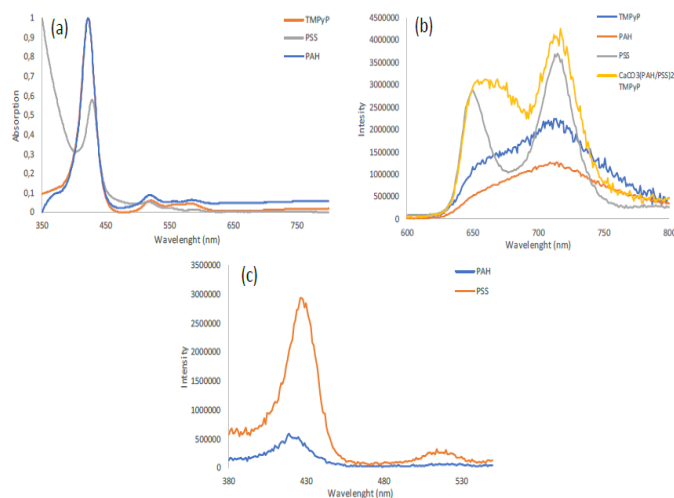 (a)
TMPyP
PSS
PAH
Absorption
1
0,9
0,8
0,7
0,6
0,5
0,4
0,3
0,2
0,1
0
350
450
550
650
750
Wavelenght (nm)
(b)
TMPyP
PAH
PSS
CaCO3(PAH/PSS)2
TMPyP
Intesity
4500000
4000000
3500000
3000000
2500000
2000000
1500000
1000000
500000
0
600
650
700
750
800
Wavelenght (nm)
(c)
PAH
PSS
Intensity
3500000
3000000
2500000
2000000
1500000
1000000
500000
0
380
430
480
530
Wavelenght (nm)